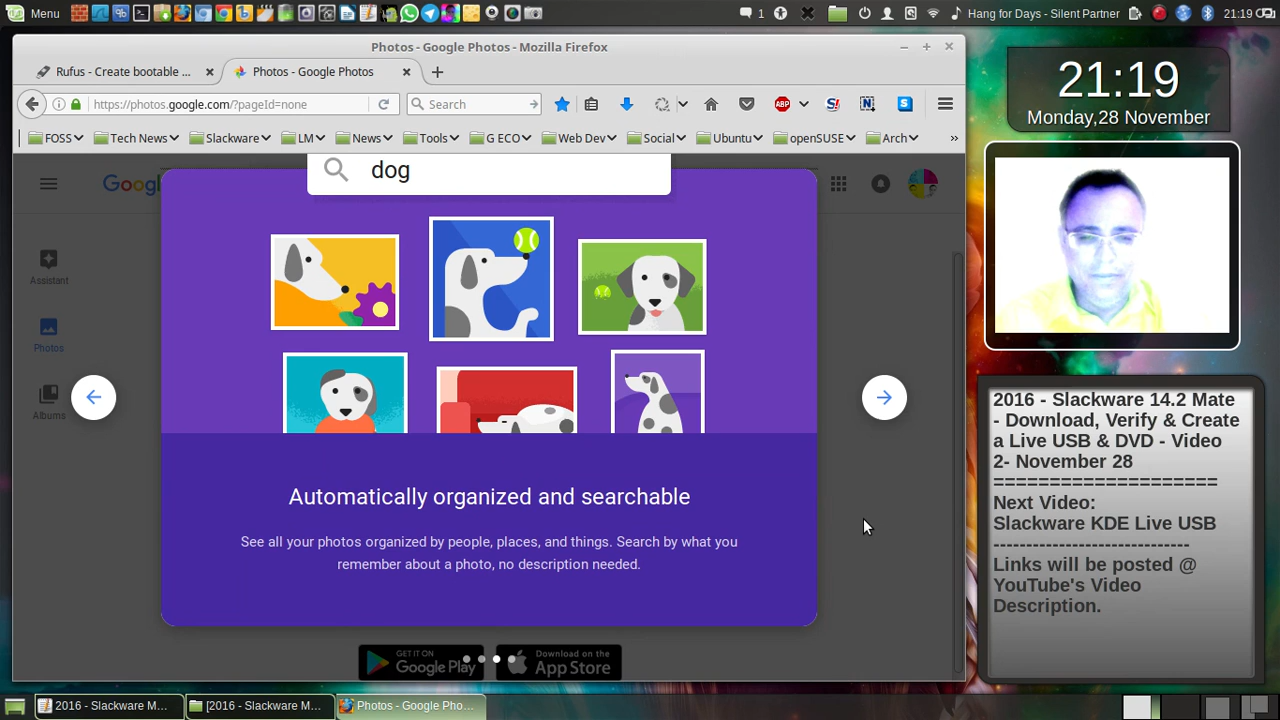 Menu
1
Hang for Days - Silent Partner
21:19
Photos - Google Photos - Mozilla Firefox
Rufus - Create bootable ...
Photos - Google Photos
https://photos.google.com/?pageId=none
Search
ABP
S!
N
S
FOSS
Tech News
Slackware
LM
News
Tools
G ECO
Web Dev
Social
Ubuntu
openSUSE
Arch
»
dog
Googl
Assistant
Photos
Albums
Automatically organized and searchable
See all your photos organized by people, places, and things. Search by what you
remember about a photo, no description needed.
GET IT ON
Google Play
Download on the
App Store
21:19
Monday,28 November
2016 - Slackware 14.2 Mate
- Download, Verify & Create
a Live USB & DVD - Video
2- November 28
====================
Next Video:
Slackware KDE Live USB
------------------------------
Links will be posted @
YouTube's Video
Description.
2016 - Slackware M...
[2016 - Slackware M...
Photos - Google Pho...